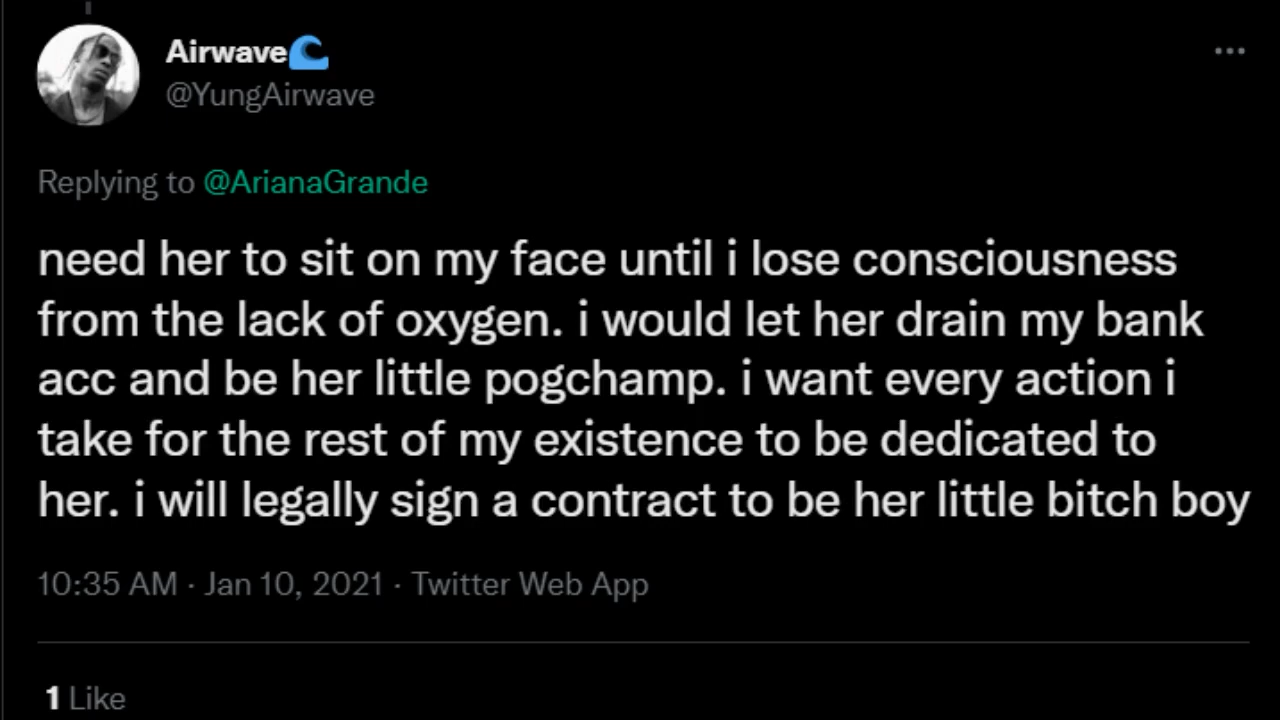 Airwave🌊
@YungAirwave
Replying to @ArianaGrande
need her to sit on my face until i lose consciousness
from the lack of oxygen. i would let her drain my bank
acc and be her little pogchamp. i want every action i
take for the rest of my existence to be dedicated to
her. i will legally sign a contract to be her little bitch boy
10:35 AM · Jan 10, 2021 · Twitter Web App
1 Like